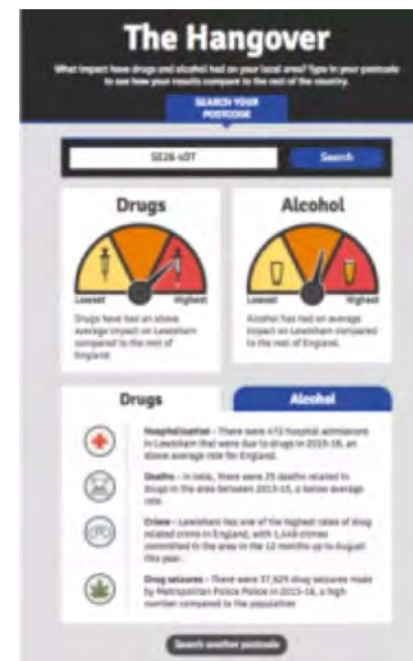 The Hangover
What impact have drugs and alcohol had on your local area? Type in your postcode
to see how your results compare to the rest of the country.
SEARCH YOUR
POSTCODE
SE26 4DT
Search
Drugs
Alcohol
Lowest
Highest
Lowest
Highest
Drugs have had an above
average impact on Lewisham
compared to the rest of
England.
Alcohol has had an average
impact on Lewisham compared
to the rest of England.
Drugs
Alcohol
Hospitalisation - There were 472 hospital admissions
in Lewisham that were due to drugs in 2015-16, an
above average rate for England.
Deaths - In total, there were 25 deaths related to
drugs in the area between 2013-15, a below average
rate.
Crime - Lewisham has one of the highest rates of drug
related crime in England, with 1,448 crimes
committed in the area in the 12 months up to August
this year.
Drug seizures - There were 37,625 drug seizures made
by Metropolitan Police Police in 2015-16, a high
number compared to the population
Search another postcode